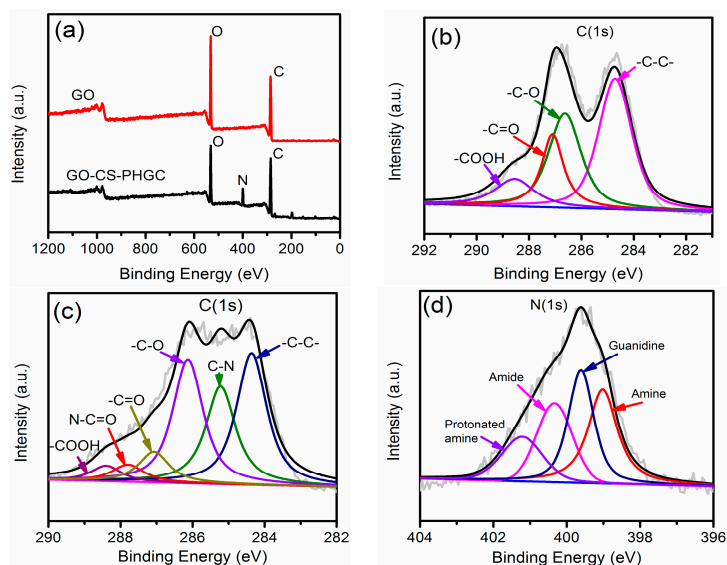 (a)
O
GO
C
O
GO-CS-PHGC
N
C
Intensity (a.u.)
1200 1000 800 600 400 200 0
Binding Energy (eV)
(b)
C(1s)
-C-C-
-C-O
-C=O
-COOH
Intensity (a.u.)
292 290 288 286 284 282
Binding Energy (eV)
(c)
C(1s)
-C-O
-C-C-
C-N
-C=O
N-C=O
-COOH
Intensity (a.u.)
290 288 286 284 282
Binding Energy (eV)
(d)
N(1s)
Guanidine
Amide
Amine
Protonated
amine
Intensity (a.u.)
404 402 400 398 396
Binding Energy (eV)